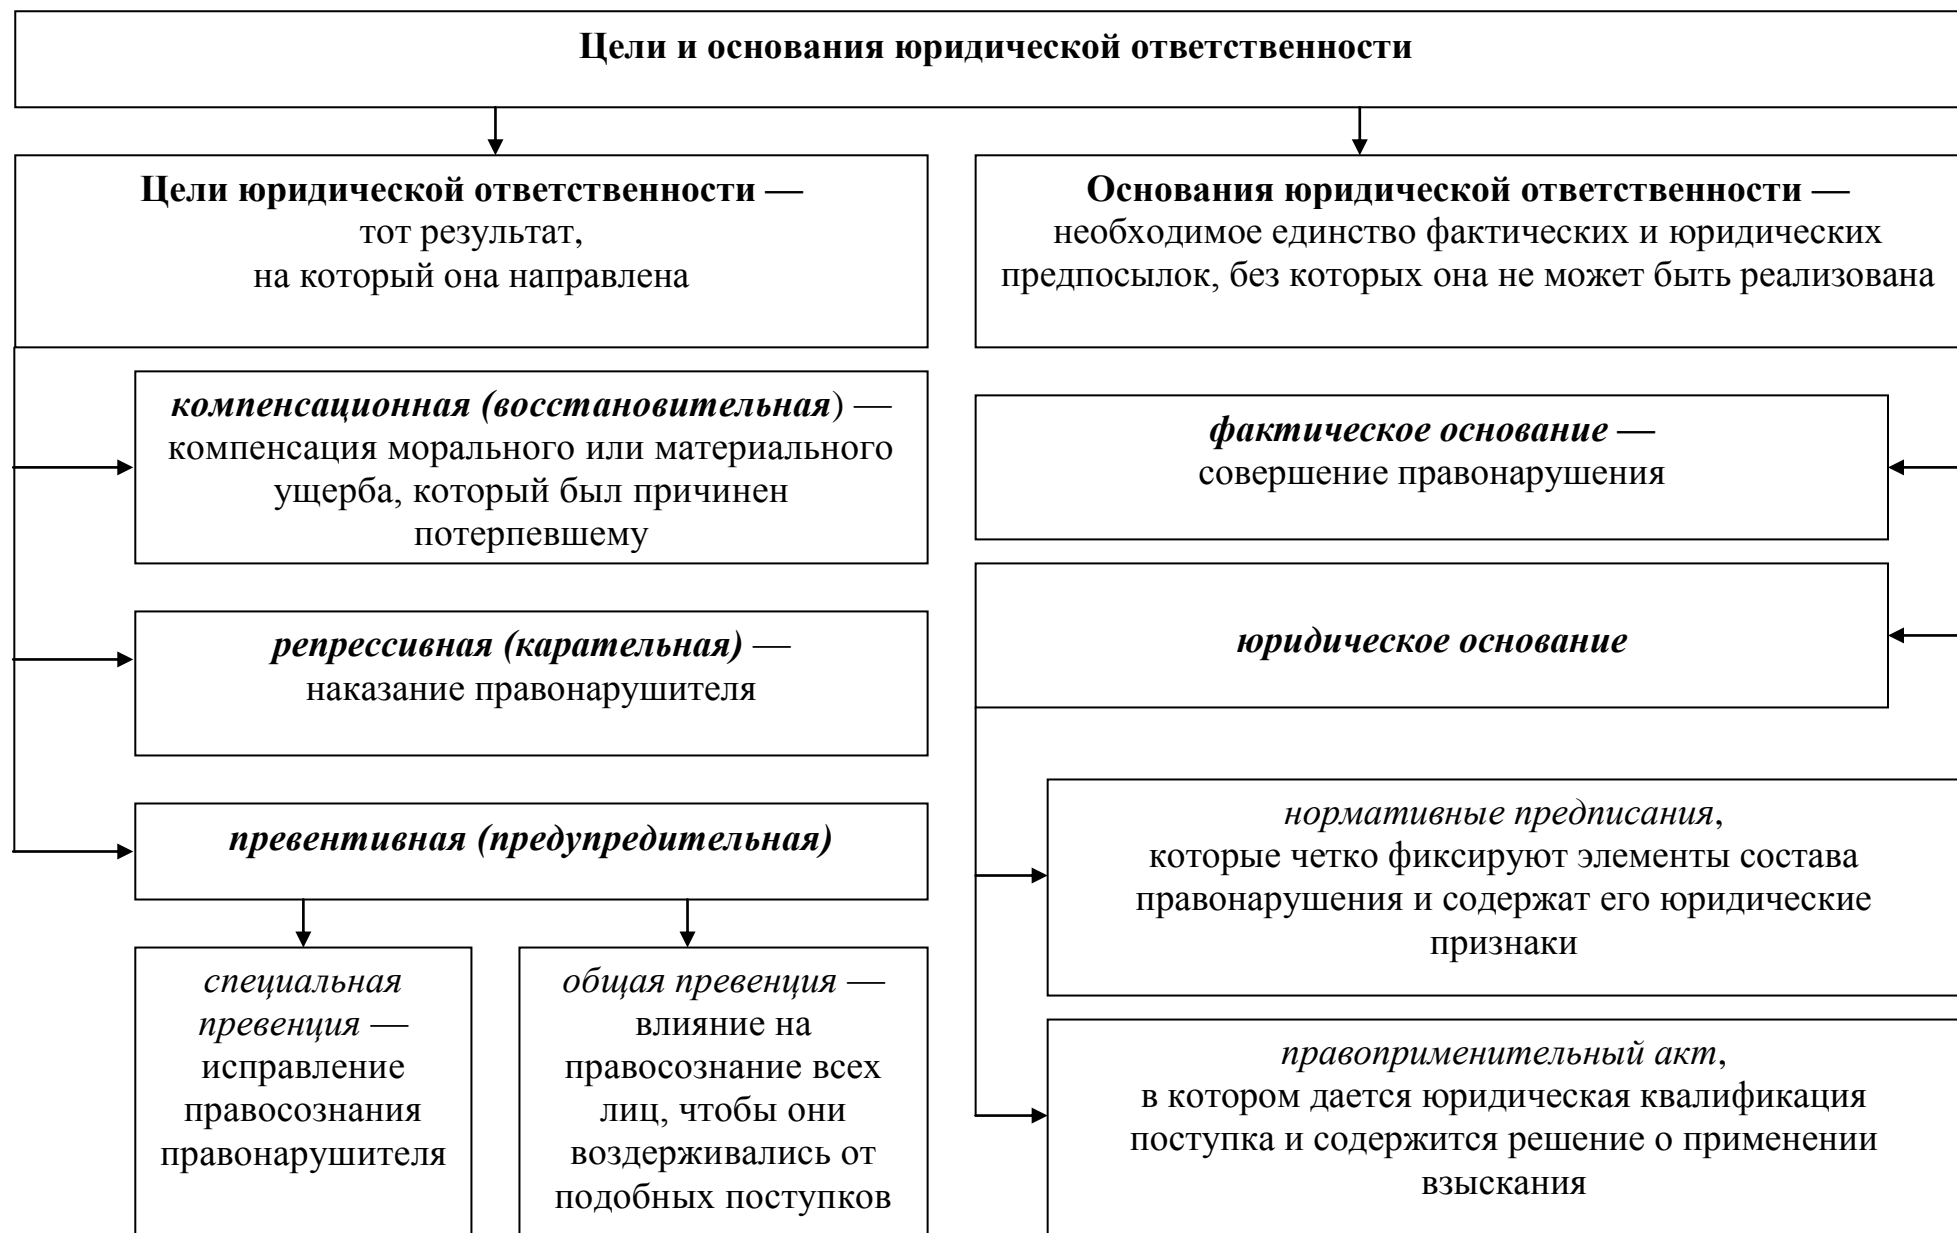 Цели и основания юридической ответственности
Цели юридической ответственности —
тот результат,
на который она направлена
компенсационная (восстановительная) —
компенсация морального или материального
ущерба, который был причинен
потерпевшему
репрессивная (карательная) —
наказание правонарушителя
превентивная (предупредительная)
специальная
превенция —
исправление
правосознания
правонарушителя
общая превенция —
влияние на
правосознание всех
лиц, чтобы они
воздерживались от
подобных поступков
Основания юридической ответственности —
необходимое единство фактических и юридических
предпосылок, без которых она не может быть реализована
фактическое основание —
совершение правонарушения
юридическое основание
нормативные предписания,
которые четко фиксируют элементы состава
правонарушения и содержат его юридические
признаки
правоприменительный акт,
в котором дается юридическая квалификация
поступка и содержится решение о применении
взыскания